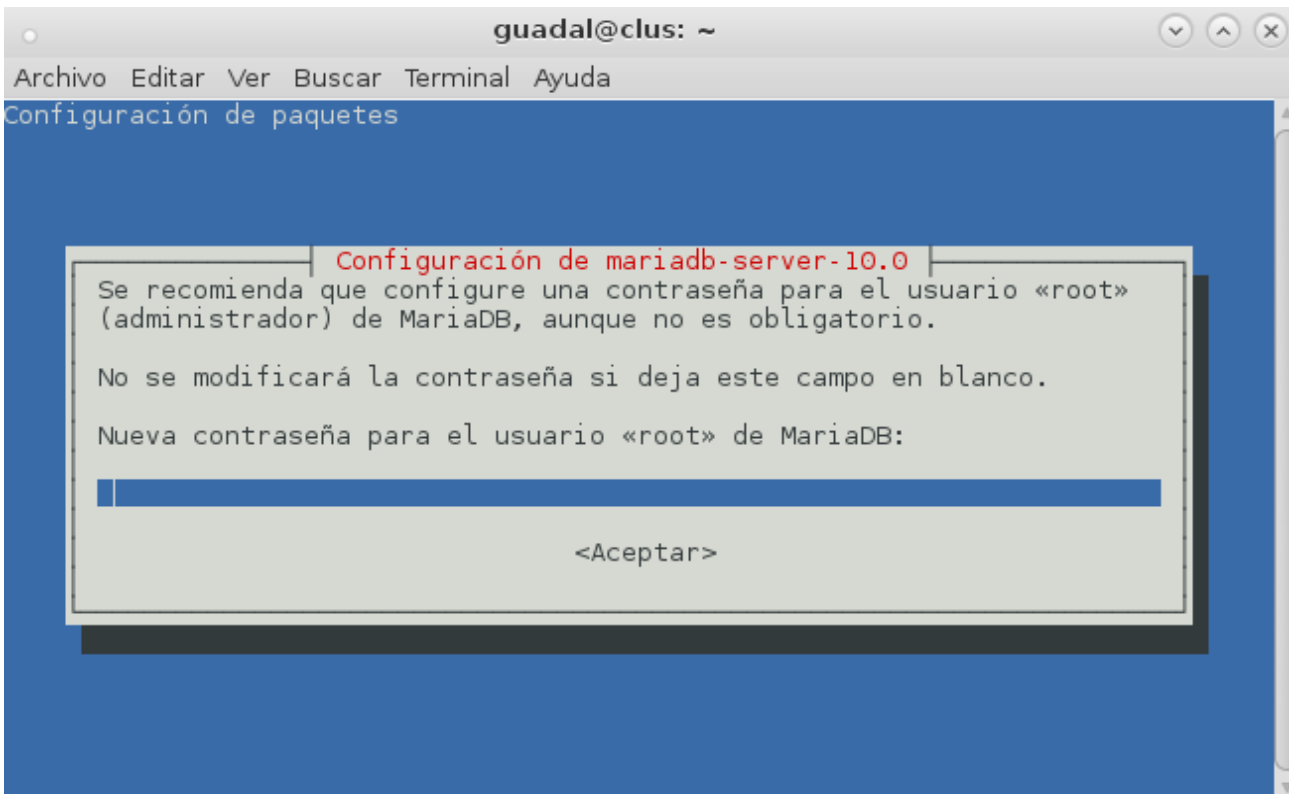 guadal@clus: ~
Archivo Editar Ver Buscar Terminal Ayuda
Configuración de paquetes
Configuración de mariadb-server-10.0
Se recomienda que configure una contraseña para el usuario «root»
(administrador) de MariaDB, aunque no es obligatorio.
No se modificará la contraseña si deja este campo en blanco.
Nueva contraseña para el usuario «root» de MariaDB:
<Aceptar>